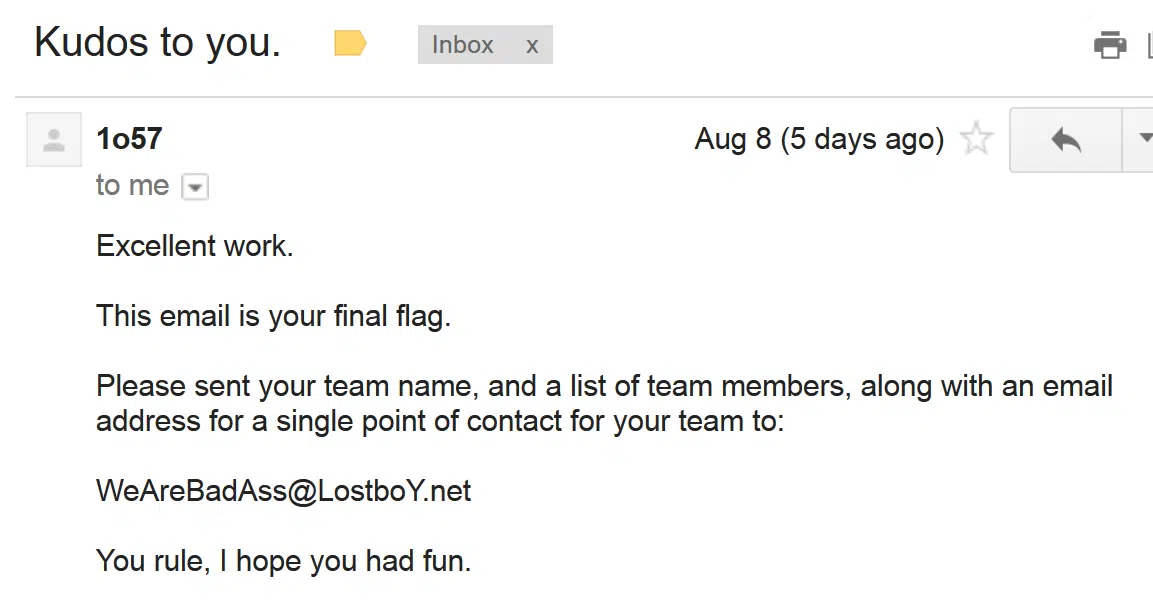 Kudos to you.
Inbox x
1o57
Aug 8 (5 days ago)
to me
Excellent work.
This email is your final flag.
Please sent your team name, and a list of team members, along with an email
address for a single point of contact for your team to:
WeAreBadAss@LostboY.net
You rule, I hope you had fun.